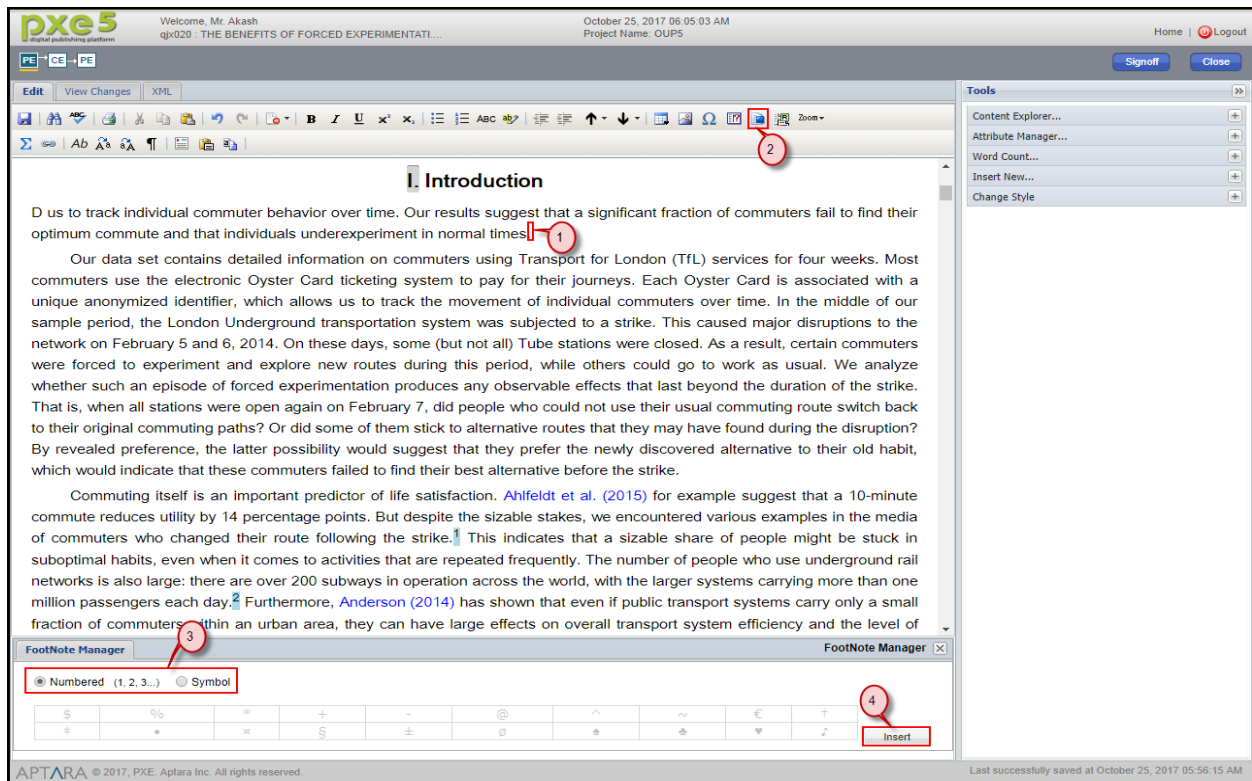 pxe5
digital publishing platform
Welcome, Mr. Akash
qjx020 : THE BENEFITS OF FORCED EXPERIMENTATI....
October 25, 2017 06:05:03 AM
Project Name: OUP5
Home | Logout
PE → CE → PE
Signoff Close
Edit View Changes XML
Tools
ABC B I U x² x₂ ABC ab Ω Zoom
2
Σ Ab Aa aA ¶
Content Explorer...
Attribute Manager...
Word Count...
Insert New...
Change Style
I. Introduction
D us to track individual commuter behavior over time. Our results suggest that a significant fraction of commuters fail to find their
optimum commute and that individuals underexperiment in normal times.
1
Our data set contains detailed information on commuters using Transport for London (TfL) services for four weeks. Most
commuters use the electronic Oyster Card ticketing system to pay for their journeys. Each Oyster Card is associated with a
unique anonymized identifier, which allows us to track the movement of individual commuters over time. In the middle of our
sample period, the London Underground transportation system was subjected to a strike. This caused major disruptions to the
network on February 5 and 6, 2014. On these days, some (but not all) Tube stations were closed. As a result, certain commuters
were forced to experiment and explore new routes during this period, while others could go to work as usual. We analyze
whether such an episode of forced experimentation produces any observable effects that last beyond the duration of the strike.
That is, when all stations were open again on February 7, did people who could not use their usual commuting route switch back
to their original commuting paths? Or did some of them stick to alternative routes that they may have found during the disruption?
By revealed preference, the latter possibility would suggest that they prefer the newly discovered alternative to their old habit,
which would indicate that these commuters failed to find their best alternative before the strike.
Commuting itself is an important predictor of life satisfaction. Ahlfeldt et al. (2015) for example suggest that a 10-minute
commute reduces utility by 14 percentage points. But despite the sizable stakes, we encountered various examples in the media
of commuters who changed their route following the strike.1 This indicates that a sizable share of people might be stuck in
suboptimal habits, even when it comes to activities that are repeated frequently. The number of people who use underground rail
networks is also large: there are over 200 subways in operation across the world, with the larger systems carrying more than one
million passengers each day.2 Furthermore, Anderson (2014) has shown that even if public transport systems carry only a small
fraction of commuters within an urban area, they can have large effects on overall transport system efficiency and the level of
3
FootNote Manager FootNote Manager
Numbered (1, 2, 3...) Symbol
$ % * + - @ ^ ~ € †
‡ • ¤ § ± Ø ♠ ♣ ♥ ♪
4
Insert
APTARA © 2017, PXE. Aptara Inc. All rights reserved.
Last successfully saved at October 25, 2017 05:56:15 AM